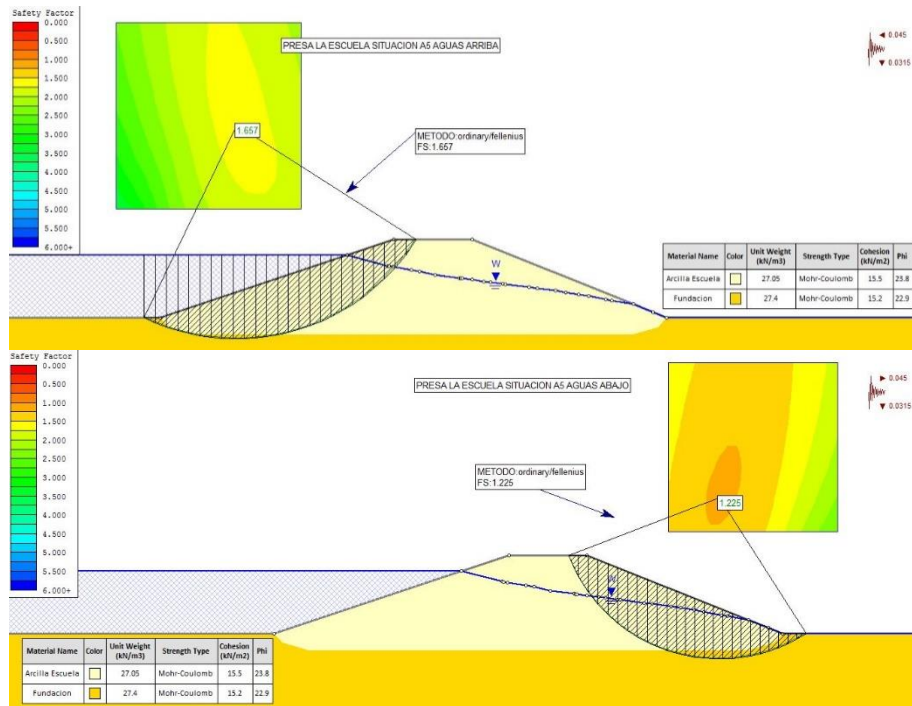 Safety Factor
0.000
0.500
1.000
1.500
2.000
2.500
3.000
3.500
4.000
4.500
5.000
5.500
6.000+
PRESA LA ESCUELA SITUACION A5 AGUAS ARRIBA
0.045
0.0315
1.657
METODO:ordinary/fellenius
FS:1.657
W
Material Name Color Unit Weight (kN/m3) Strength Type Cohesion (kN/m2) Phi
Arcilla Escuela 27.05 Mohr-Coulomb 15.5 23.8
Fundacion 27.4 Mohr-Coulomb 15.2 22.9
Safety Factor
0.000
0.500
1.000
1.500
2.000
2.500
3.000
3.500
4.000
4.500
5.000
5.500
6.000+
PRESA LA ESCUELA SITUACION A5 AGUAS ABAJO
0.045
0.0315
METODO:ordinary/fellenius
FS:1.225
1.225
W
Material Name Color Unit Weight (kN/m3) Strength Type Cohesion (kN/m2) Phi
Arcilla Escuela 27.05 Mohr-Coulomb 15.5 23.8
Fundacion 27.4 Mohr-Coulomb 15.2 22.9